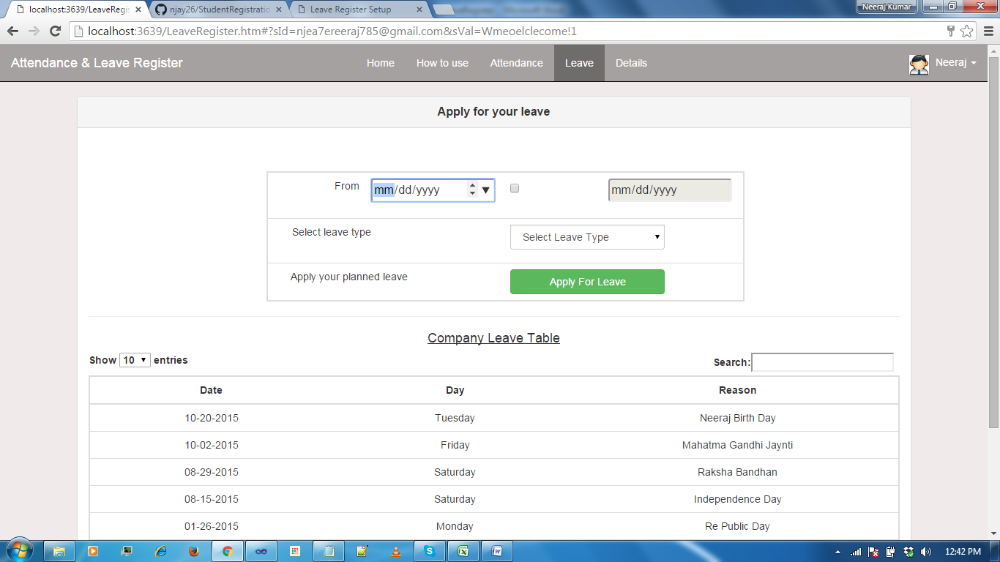 localhost:3639/LeaveRegis
njay26/StudentRegistratio
Leave Register Setup
Neeraj Kumar
localhost:3639/LeaveRegister.htm#?sId=njea7ereeraj785@gmail.com&sVal=Wmeoelclecome!1
Attendance & Leave Register
Home
How to use
Attendance
Leave
Details
Neeraj
Apply for your leave
From
mm/dd/yyyy
mm/dd/yyyy
Select leave type
Select Leave Type
Apply your planned leave
Apply For Leave
Company Leave Table
Show 10 entries
Search:
Date Day Reason
10-20-2015 Tuesday Neeraj Birth Day
10-02-2015 Friday Mahatma Gandhi Jaynti
08-29-2015 Saturday Raksha Bandhan
08-15-2015 Saturday Independence Day
01-26-2015 Monday Re Public Day
12:42 PM